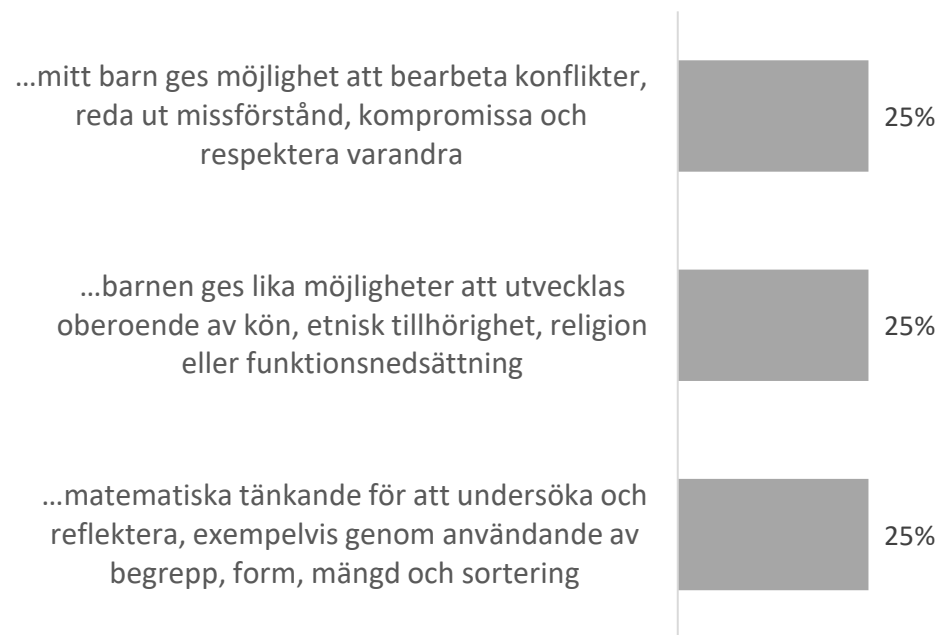 …mitt barn ges möjlighet att bearbeta konflikter,
reda ut missförstånd, kompromissa och
respektera varandra
25%
…barnen ges lika möjligheter att utvecklas
oberoende av kön, etnisk tillhörighet, religion
eller funktionsnedsättning
25%
…matematiska tänkande för att undersöka och
reflektera, exempelvis genom användande av
begrepp, form, mängd och sortering
25%